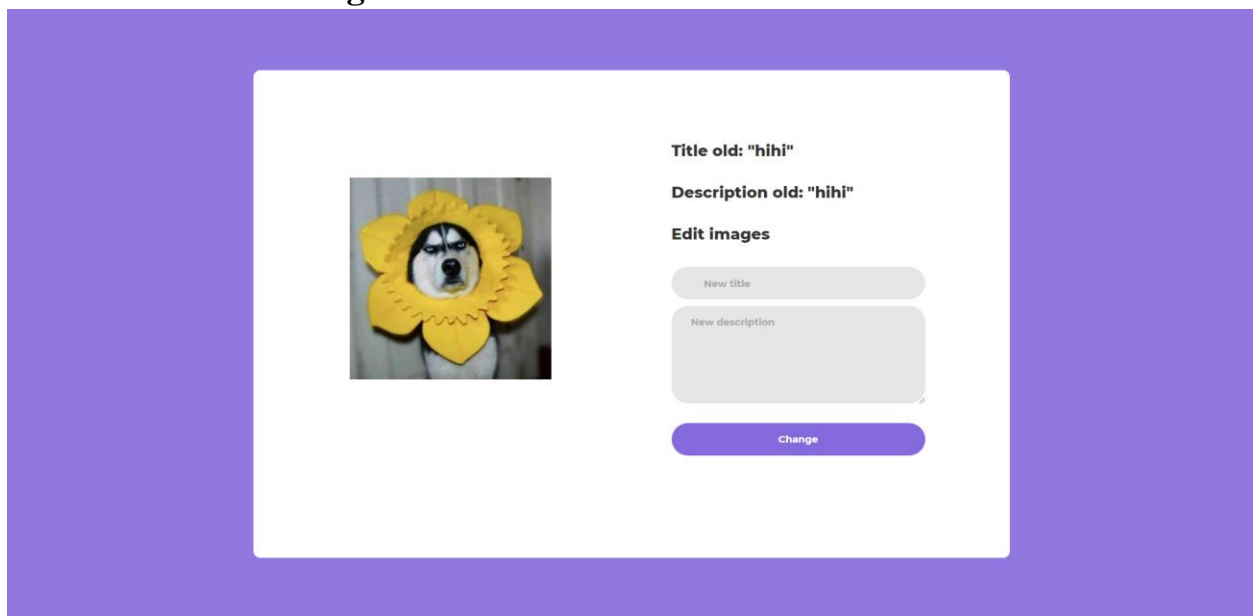 Title old: "hihi"
Description old: "hihi"
Edit images
New title
New description
Change